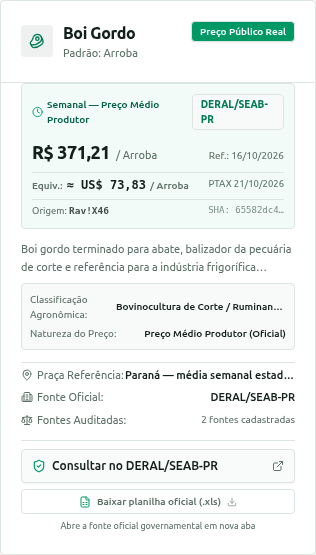 Boi Gordo
Padrão: Arroba
Preço Público Real
Semanal — Preço Médio
Produtor
DERAL/SEAB-
PR
R$ 371,21 / Arroba
Ref.: 16/10/2026
Equiv.: ≈ US$ 73,83 / Arroba
PTAX 21/10/2026
Origem: Rav!X46
SHA: 65582dc4…
Boi gordo terminado para abate, balizador da pecuária
de corte e referência para a indústria frigorífica…
Classificação
Agronômica:
Bovinocultura de Corte / Ruminan…
Natureza do Preço:
Preço Médio Produtor (Oficial)
Praça Referência: Paraná — média semanal estad…
Fonte Oficial:
DERAL/SEAB-PR
Fontes Auditadas:
2 fontes cadastradas
Consultar no DERAL/SEAB-PR
Baixar planilha oficial (.xls)
Abre a fonte oficial governamental em nova aba